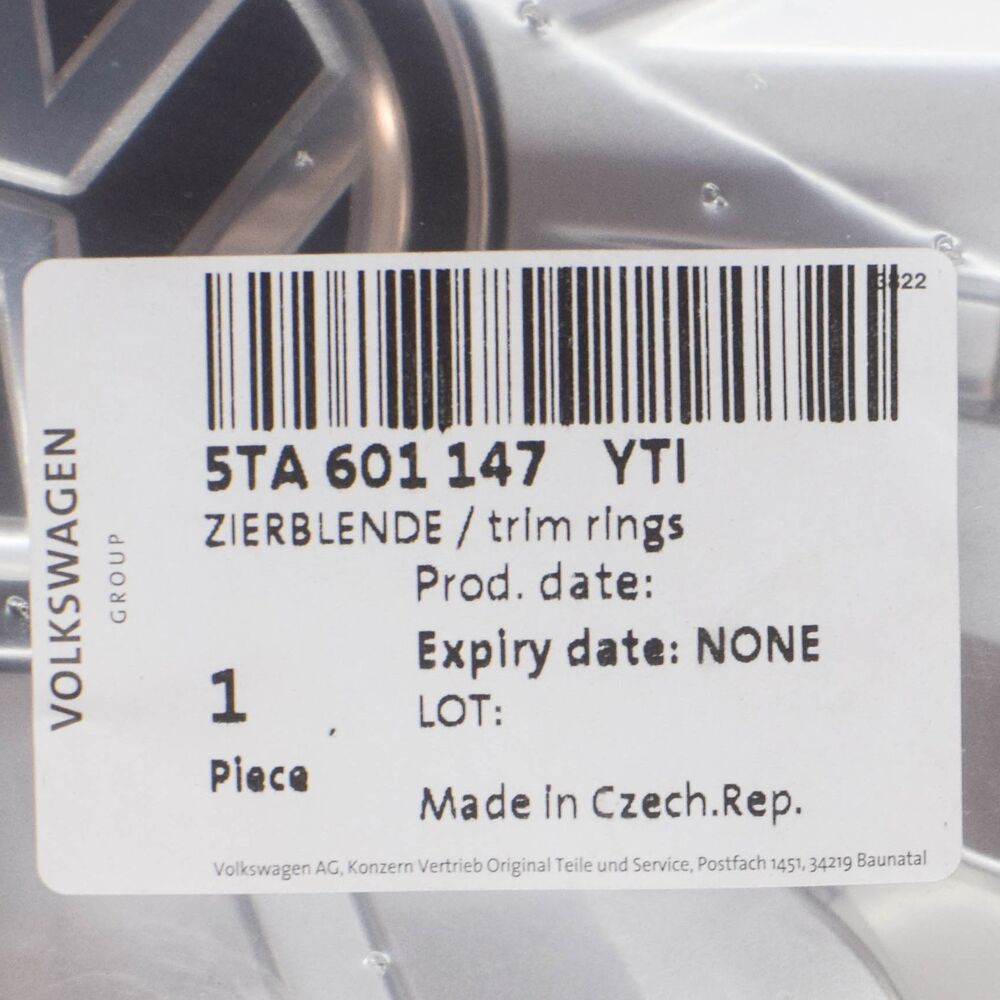 3822
5TA 601 147 YTI
ZIERBLENDE / trim rings
Prod. date:
Expiry date: NONE
1
LOT:
Piece
Made in Czech.Rep.
Volkswagen AG, Konzern Vertrieb Original Teile und Service, Postfach 1451, 34219 Baunatal
VOLKSWAGEN
GROUP